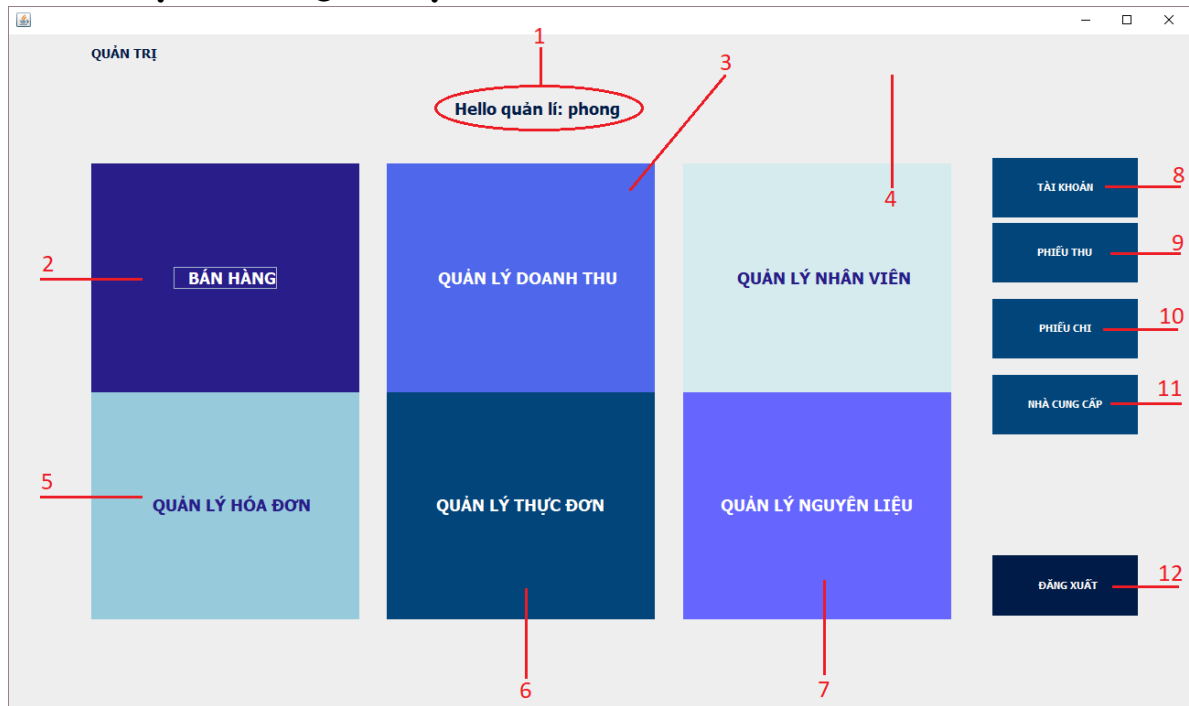 QUẢN TRỊ
1
Hello quản lí: phong
3
4
2
BÁN HÀNG
QUẢN LÝ DOANH THU
QUẢN LÝ NHÂN VIÊN
TÀI KHOẢN
8
PHIẾU THU
9
PHIẾU CHI
10
NHÀ CUNG CẤP
11
5
QUẢN LÝ HÓA ĐƠN
QUẢN LÝ THỰC ĐƠN
QUẢN LÝ NGUYÊN LIỆU
ĐĂNG XUẤT
12
6
7